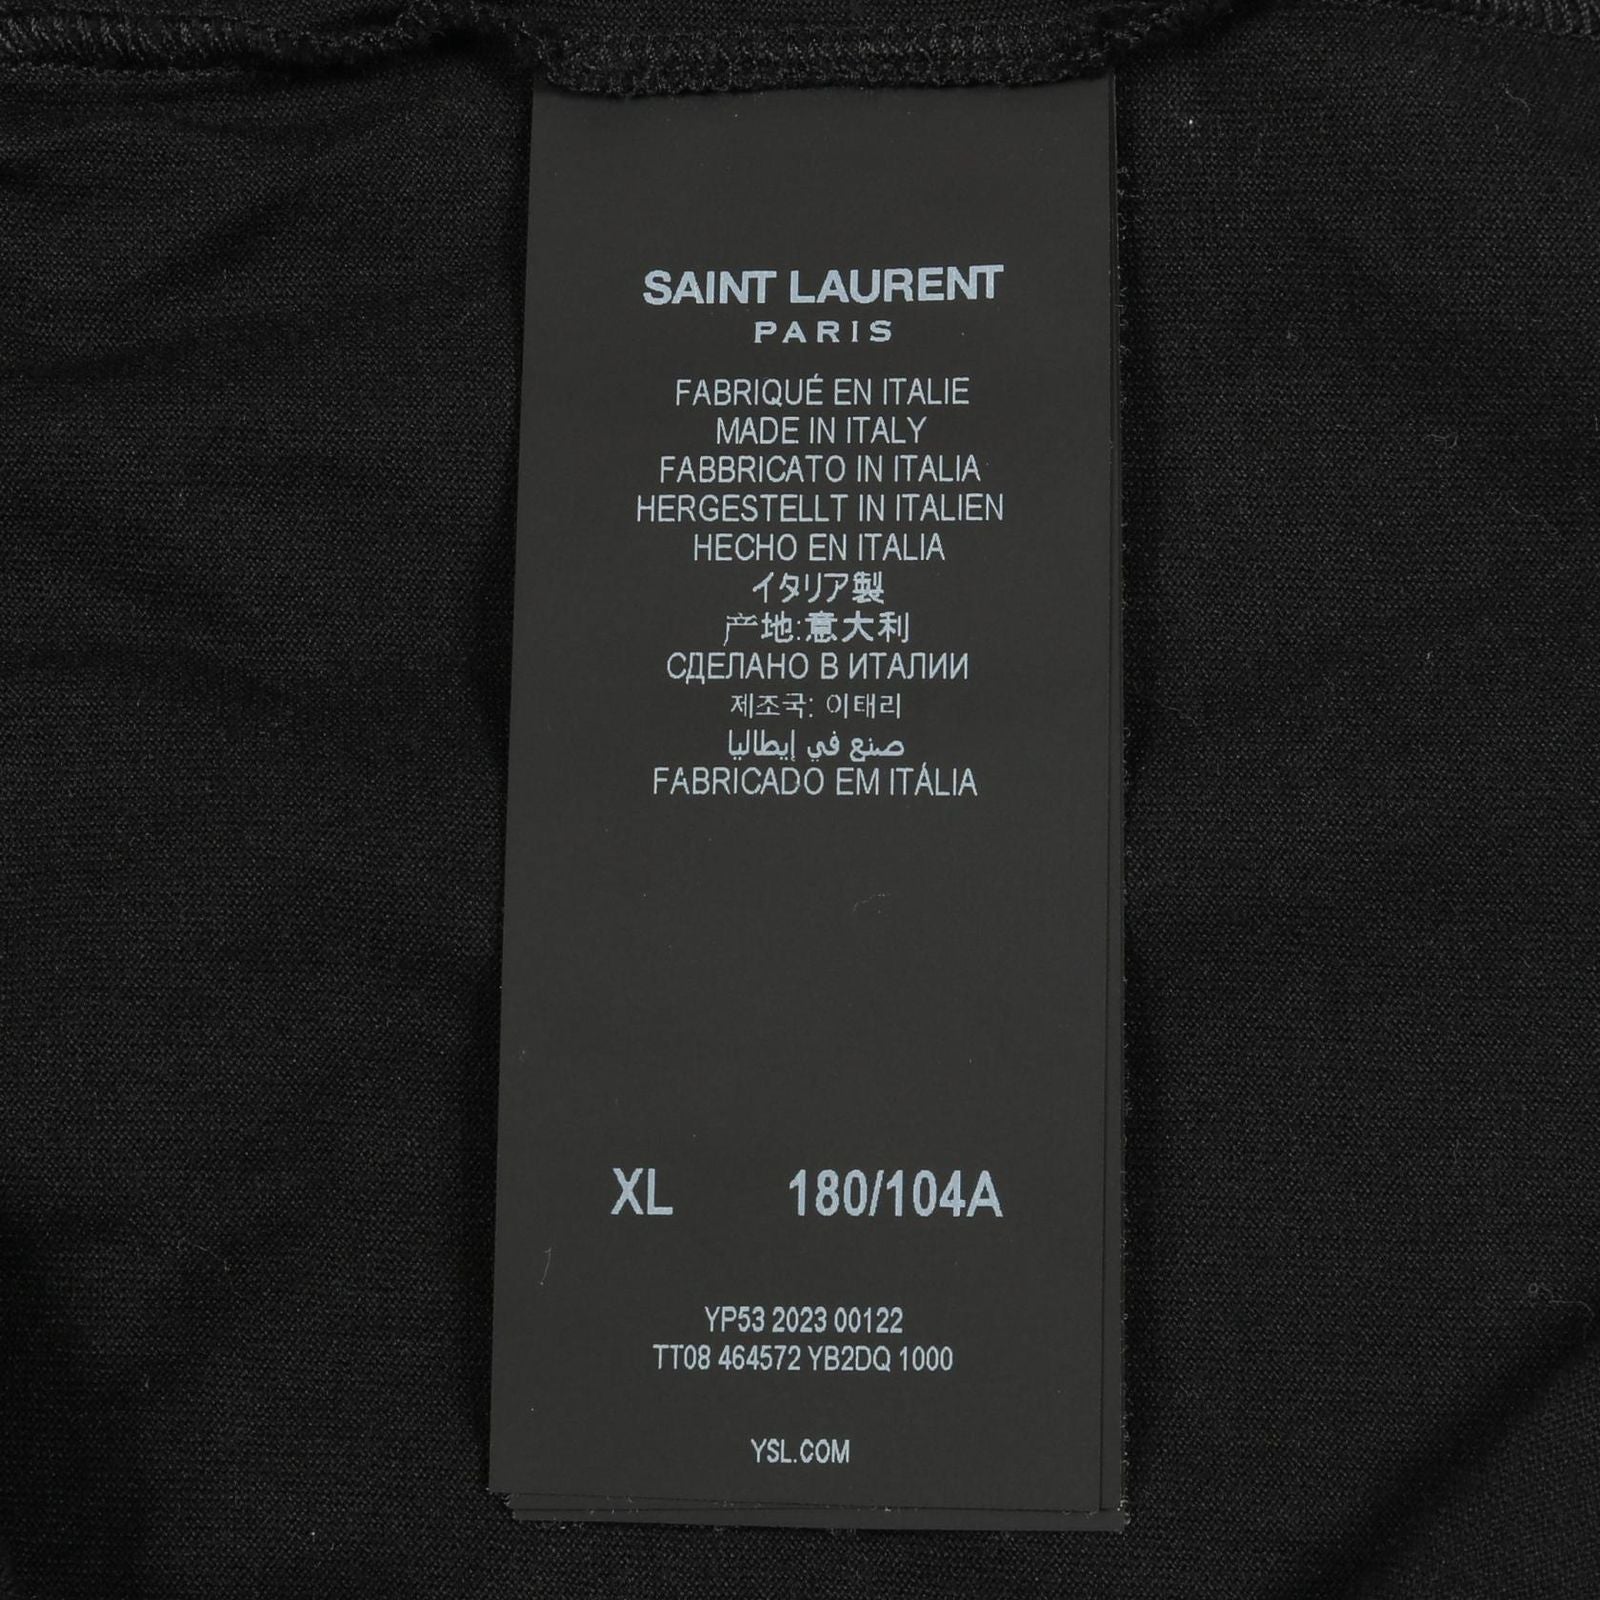 SAINT LAURENT
PARIS
FABRIQUÉ EN ITALIE
MADE IN ITALY
FABBRICATO IN ITALIA
HERGESTELLT IN ITALIEN
HECHO EN ITALIA
イタリア製
产地:意大利
СДЕЛАНО В ИТАЛИИ
제조국: 이태리
صنع في إيطاليا
FABRICADO EM ITÁLIA
XL 180/104A
YP53 2023 00122
TT08 464572 YB2DQ 1000
YSL.COM